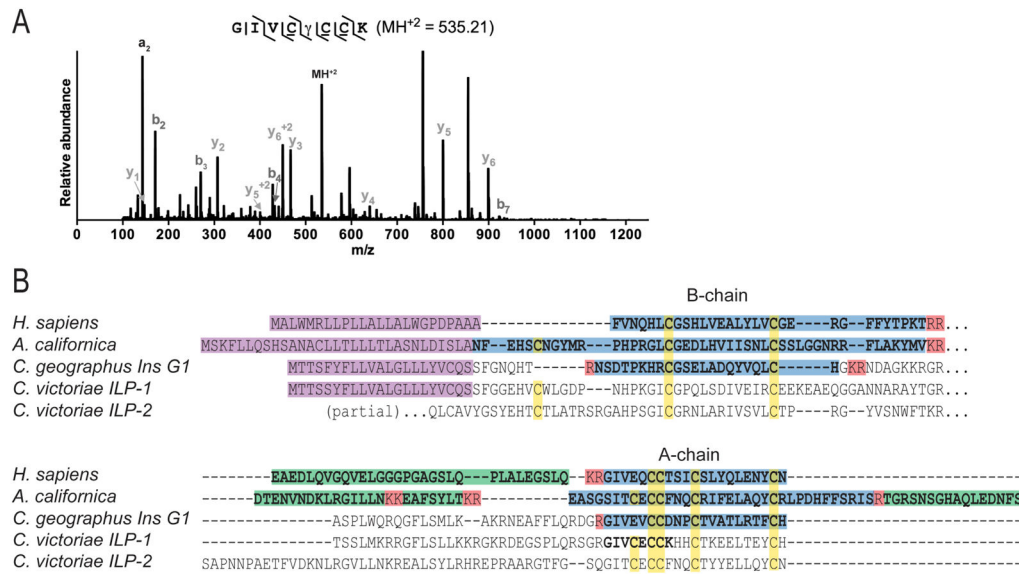 A
GIVCγCCK (MH+2 = 535.21)
a2
MH+2
b2
y6+2
y3
y5
y2
y6
b3
b4
y1
y5+2
y4
b7
Relative abundance
0 100 200 300 400 500 600 700 800 900 1000 1100 1200
m/z
B
B-chain
H. sapiens MALWMRLLPLLALLALWGPDPAAA--------------FVNQHLCGSHLVEALYLVCGE----RG--FFYTPKTRR...
A. californica MSKFLLQSHSANACLLTLLLTLASNLDISLANF--EHSCNGYMR--PHPRGLCGEDLHVIISNLCSSLGGNRR--FLAKYMVKR...
C. geographus Ins G1 MTTSFYFLLVALGLLLYVCQSSFGNQHT-------RNSDTPKHRCGSELADQYVQLC------HGKRNDAGKKRGR...
C. victoriae ILP-1 MTTSSYFLLVALGLLLYVCQSSFGGEHVCWLGDP--NHPKGICGPQLSDIVEIRCEEKEAEQGGANNARAYTGR...
C. victoriae ILP-2 (partial)...QLCAVYGSYEHTCTLATRSRGAHPSGICGRNLARIVSVLCTP----RG--YVSNWFTKR...
A-chain
H. sapiens ---------EAEDLQVGQVELGGGPGAGSLQ--PLALEGSLQ--KRGIVEQCCTSICSLYQLENYCN------------------------------
A. californica -------DTENVNDKLRGILLNKKEAFSYLTKR------------EASGSITCECCFNQCRIFELAQYCRLPDHFFSRISRTGRSNSGHAQLEDNFS
C. geographus Ins G1 -----------------ASPLWQRQGFLSMLK--AKRNEAFFLQRDGRGIVEVCCDNPCTVATLRTFCH------------------------------
C. victoriae ILP-1 -----------------TSSLMKRRGFLSLLKKRGKRDEGSPLQRSGRGIVCECCKHHCTKEELTEYCH------------------------------
C. victoriae ILP-2 SAPNNPAETFVDKNLRGVLLNKREALSYLRHREPRAARGTFG--SQGITCECCFNQCTYYELLQYCN------------------------------